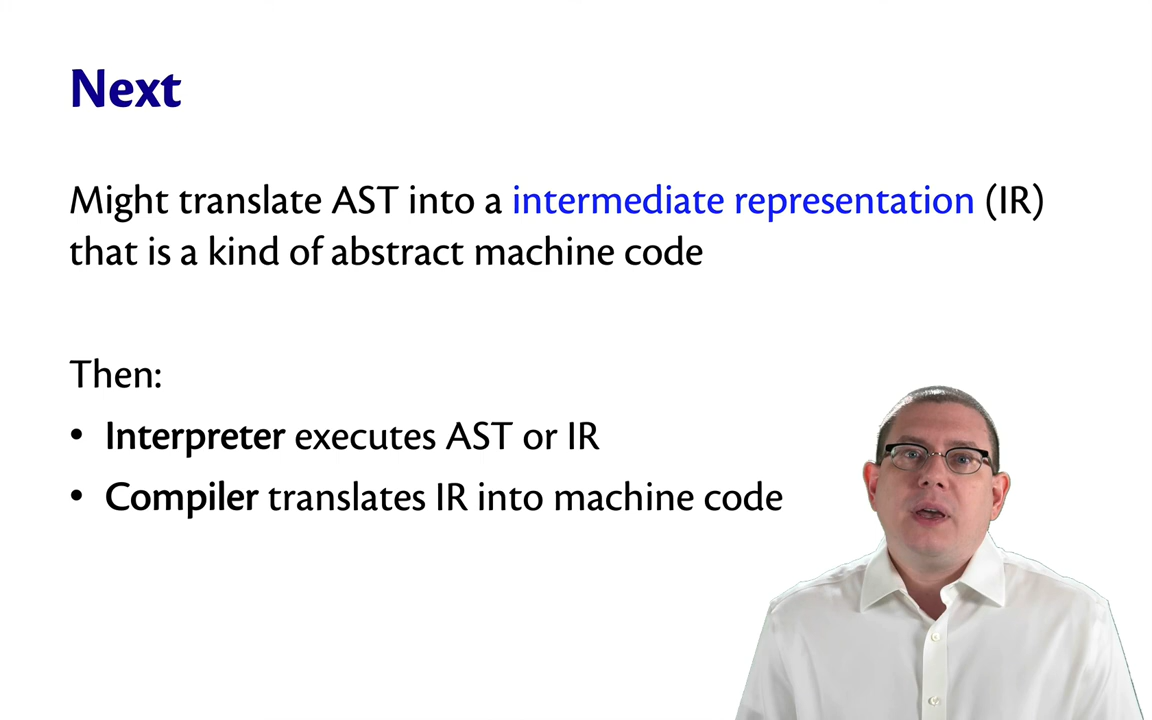 Next
Might translate AST into a intermediate representation (IR)
that is a kind of abstract machine code
Then:
• Interpreter executes AST or IR
• Compiler translates IR into machine code